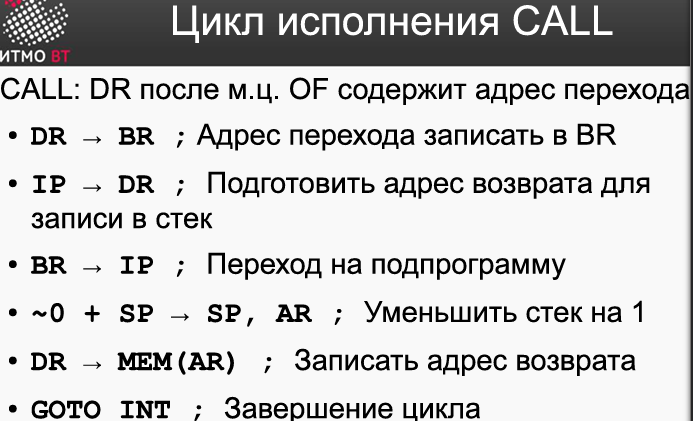 Цикл исполнения CALL
ИТМО ВТ
CALL: DR после м.ц. OF содержит адрес перехода
• DR → BR ; Адрес перехода записать в BR
• IP → DR ; Подготовить адрес возврата для
записи в стек
• BR → IP ; Переход на подпрограмму
• ~0 + SP → SP, AR ; Уменьшить стек на 1
• DR → MEM(AR) ; Записать адрес возврата
• GOTO INT ; Завершение цикла